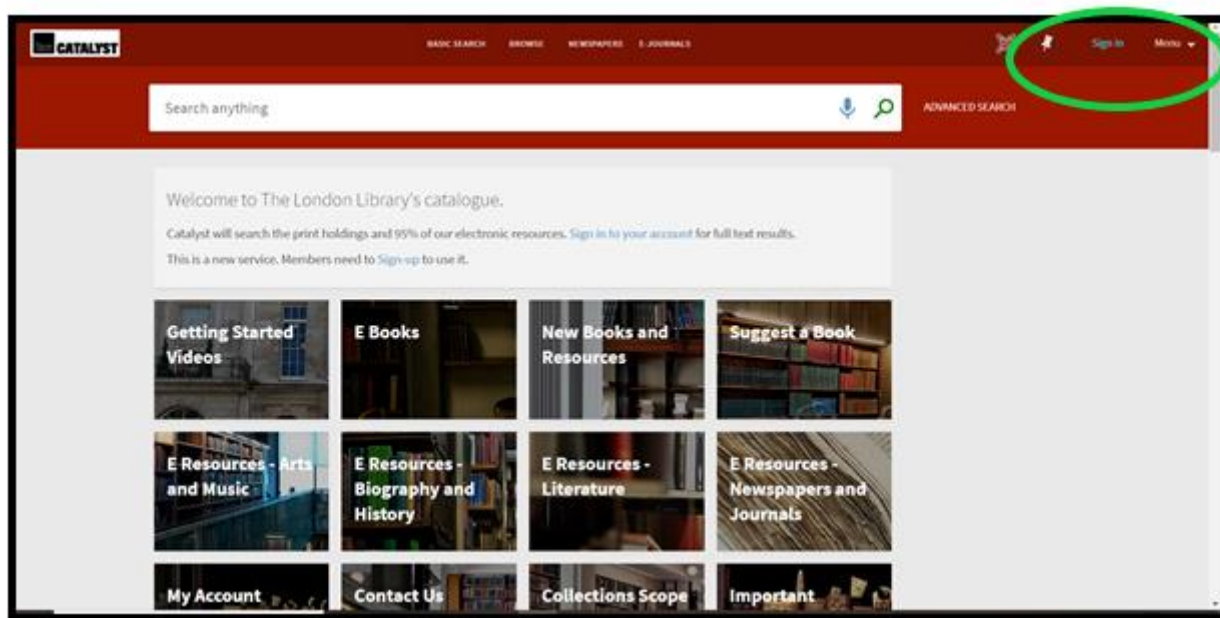 CATALYST
BASIC SEARCH BROWSE NEWSPAPERS E-JOURNALS
Sign in Menu
Search anything
ADVANCED SEARCH
Welcome to The London Library's catalogue.
Catalyst will search the print holdings and 95% of our electronic resources. Sign in to your account for full text results.
This is a new service. Members need to Sign-up to use it.
Getting Started
Videos
E Books
New Books and
Resources
Suggest a Book
E Resources - Arts
and Music
E Resources -
Biography and
History
E Resources -
Literature
E Resources -
Newspapers and
Journals
My Account
Contact Us
Collections Scope
Important